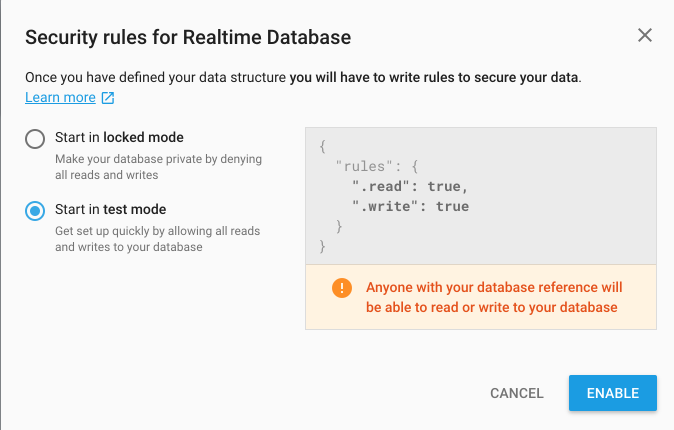 Security rules for Realtime Database
Once you have defined your data structure you will have to write rules to secure your data.
Learn more
Start in locked mode
Make your database private by denying
all reads and writes
Start in test mode
Get set up quickly by allowing all reads
and writes to your database
{
  "rules": {
    ".read": true,
    ".write": true
  }
}
Anyone with your database reference will
be able to read or write to your database
CANCEL
ENABLE